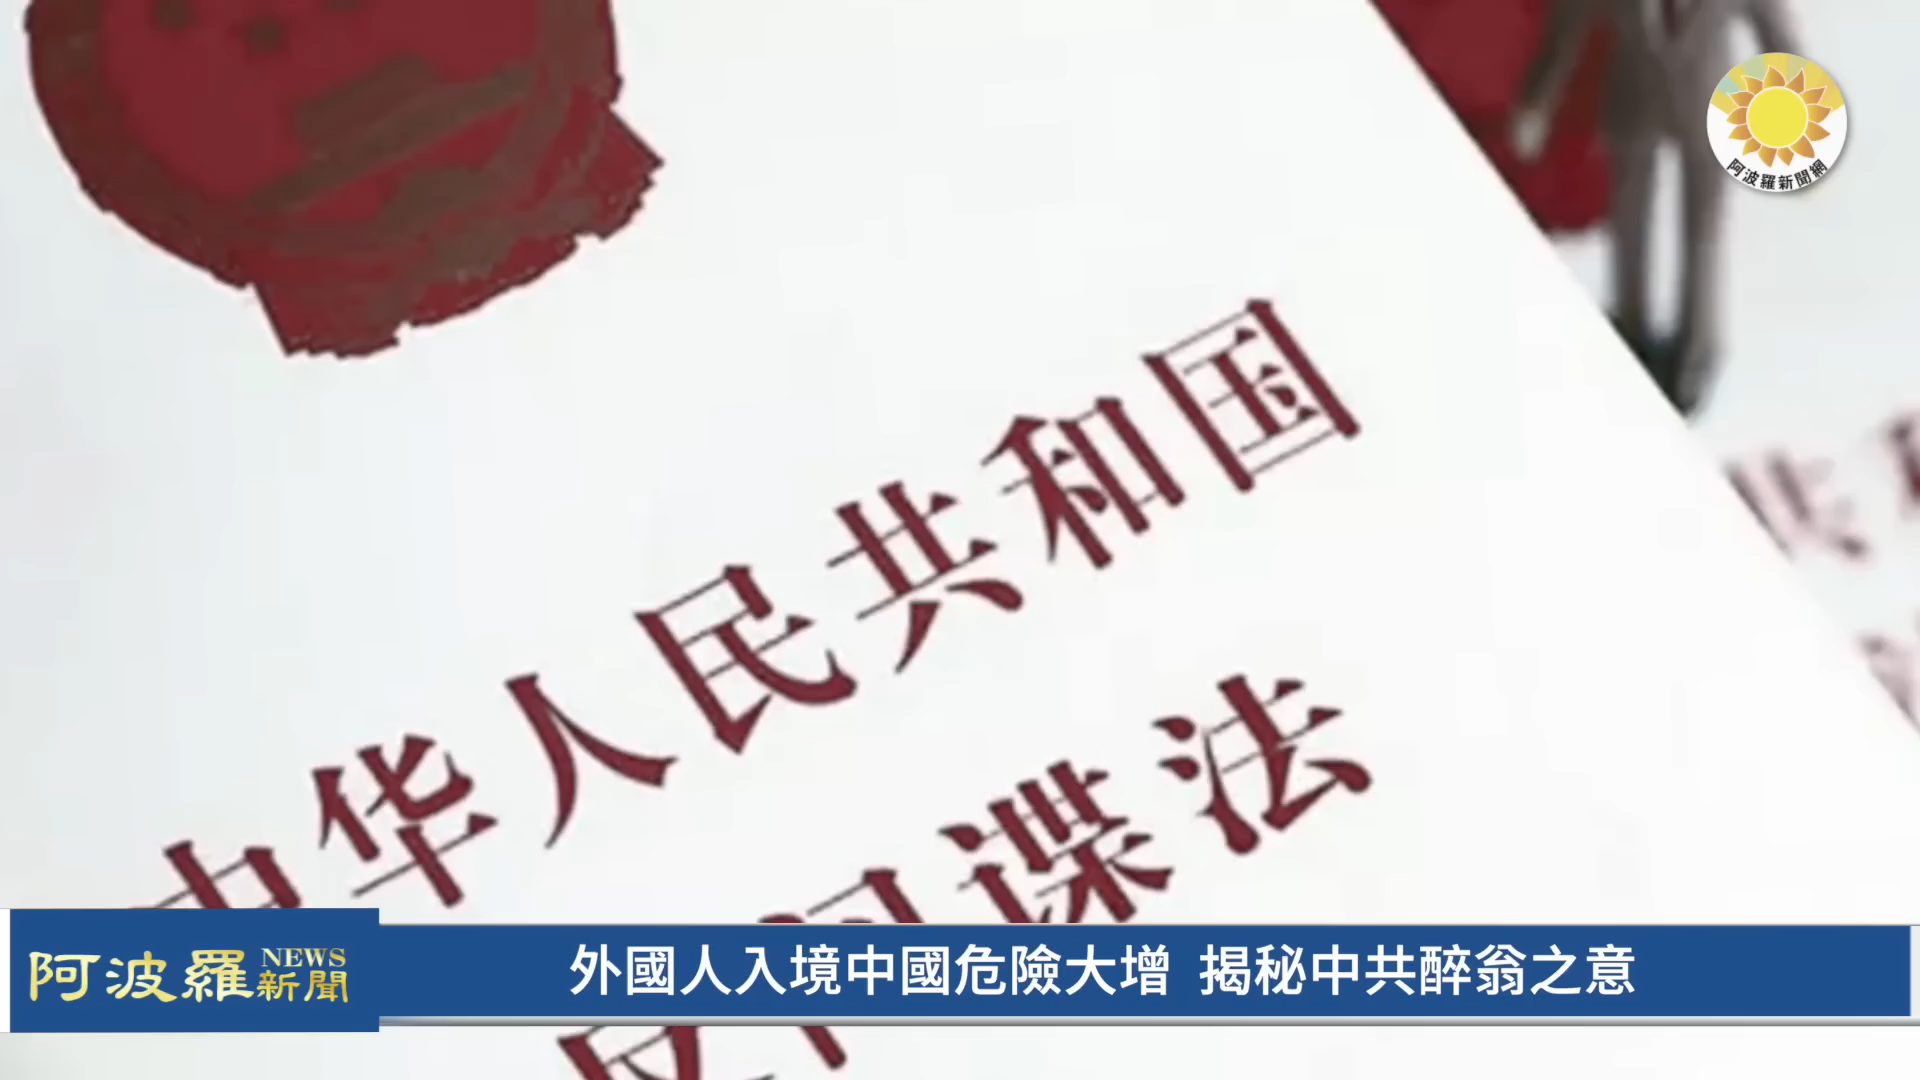 阿波羅新聞網
中华人民共和国
反间谍法
阿波羅新聞 NEWS
外國人入境中國危險大增 揭秘中共醉翁之意